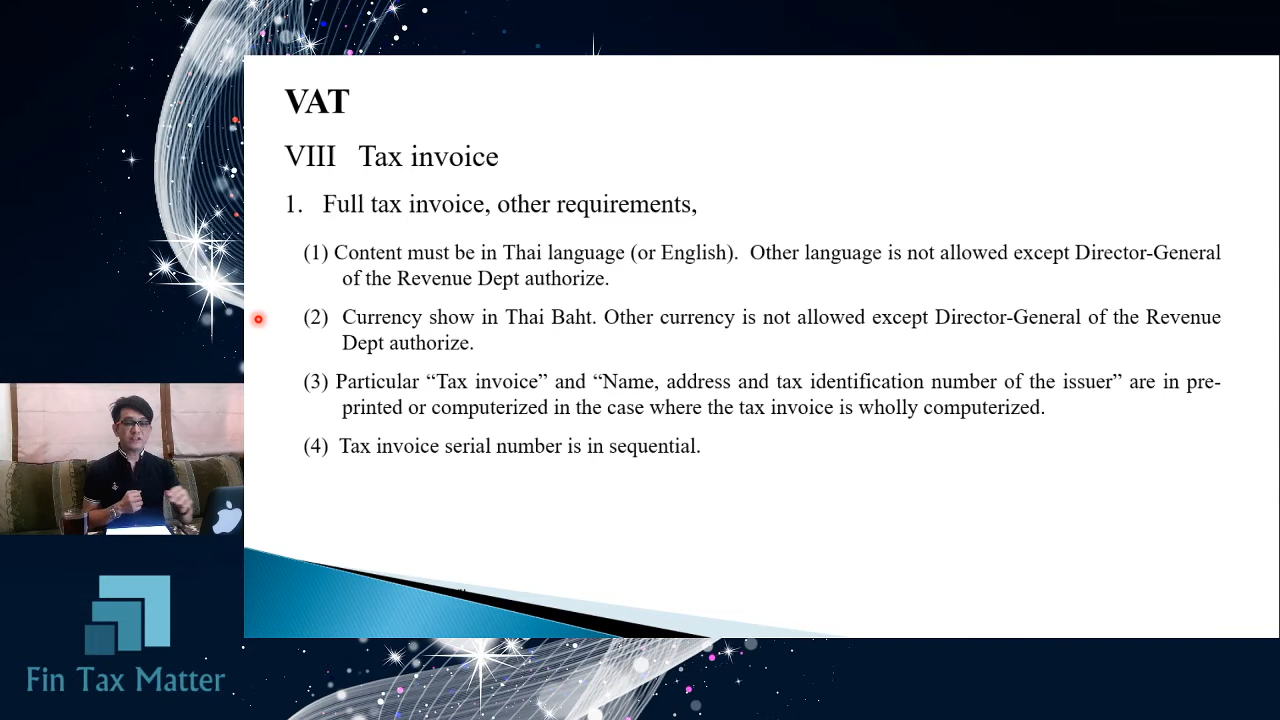 VAT
VIII Tax invoice
1. Full tax invoice, other requirements,
(1) Content must be in Thai language (or English). Other language is not allowed except Director-General
of the Revenue Dept authorize.
(2) Currency show in Thai Baht. Other currency is not allowed except Director-General of the Revenue
Dept authorize.
(3) Particular “Tax invoice” and “Name, address and tax identification number of the issuer” are in pre-
printed or computerized in the case where the tax invoice is wholly computerized.
(4) Tax invoice serial number is in sequential.
Fin Tax Matter